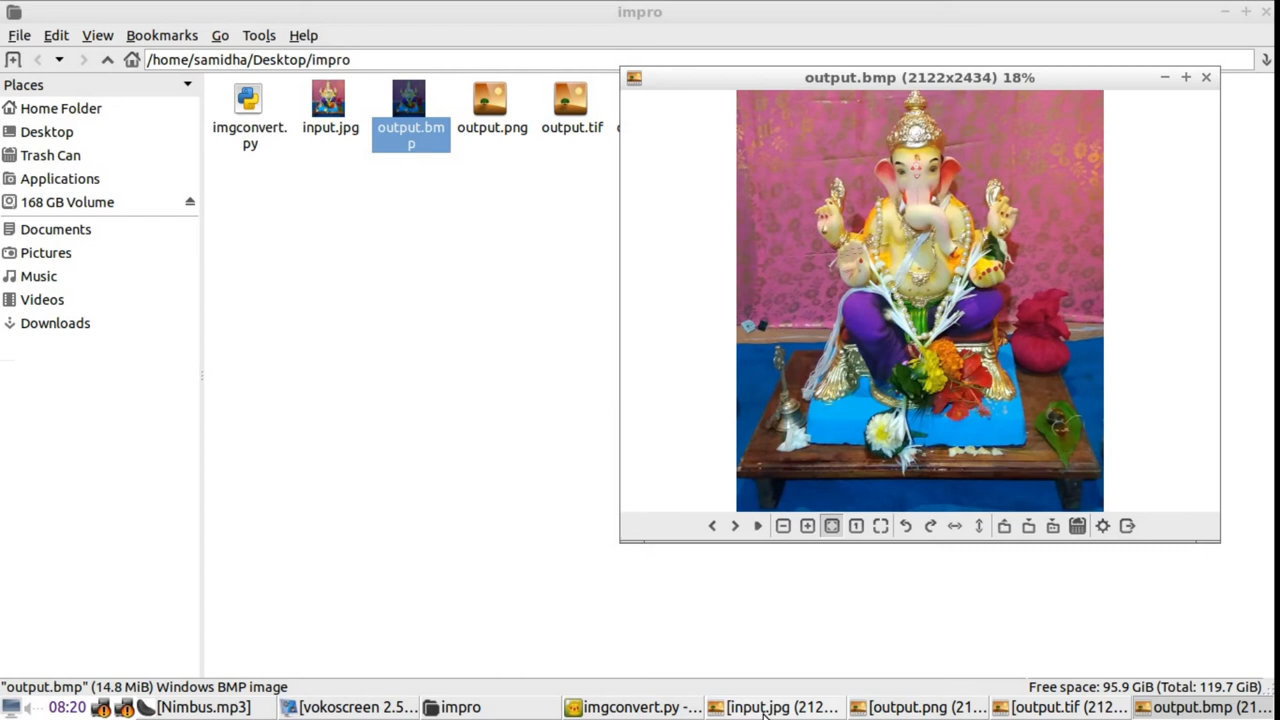 impro
File Edit View Bookmarks Go Tools Help
/home/samidha/Desktop/impro
Places
Home Folder
Desktop
Trash Can
Applications
168 GB Volume
Documents
Pictures
Music
Videos
Downloads
imgconvert.
py
input.jpg
output.bm
p
output.png
output.tif
output.bmp (2122x2434) 18%
"output.bmp" (14.8 MiB) Windows BMP image
Free space: 95.9 GiB (Total: 119.7 GiB)
08:20 [Nimbus.mp3] [vokoscreen 2.5... impro imgconvert.py -... [input.jpg (212... [output.png (21... [output.tif (212... output.bmp (21...